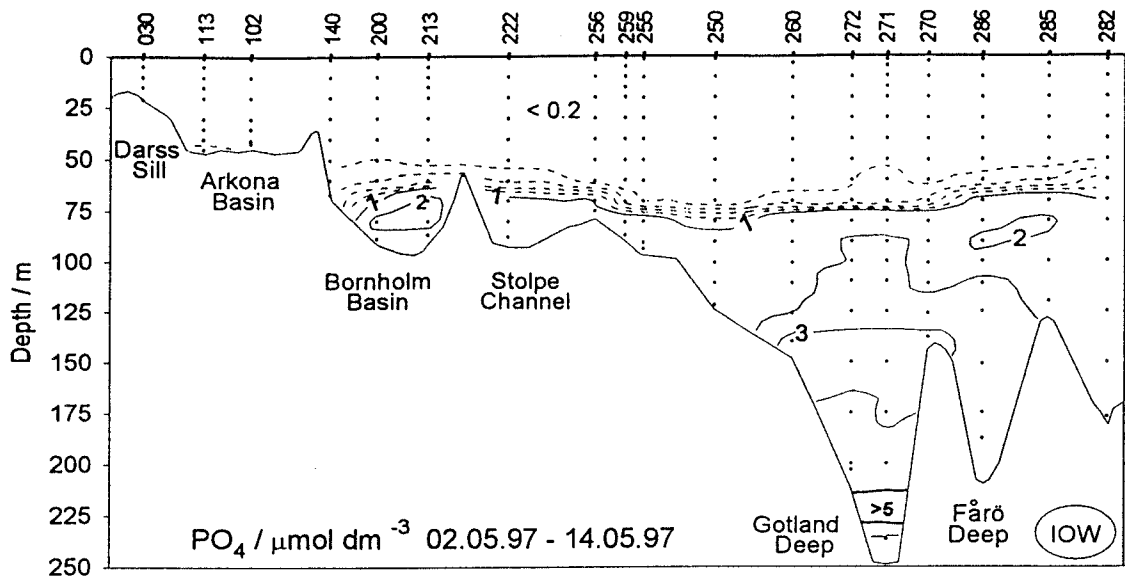 030 113 102 140 200 213 222 256 259 255 250 260 272 271 270 286 285 282
0
25
50
75
100
125
150
175
200
225
250
Depth / m
< 0.2
Darss
Sill
Arkona
Basin
1
2
1
1
2
Bornholm
Basin
Stolpe
Channel
3
>5
Gotland
Deep
Fårö
Deep
IOW
PO4 / µmol dm -3 02.05.97 - 14.05.97